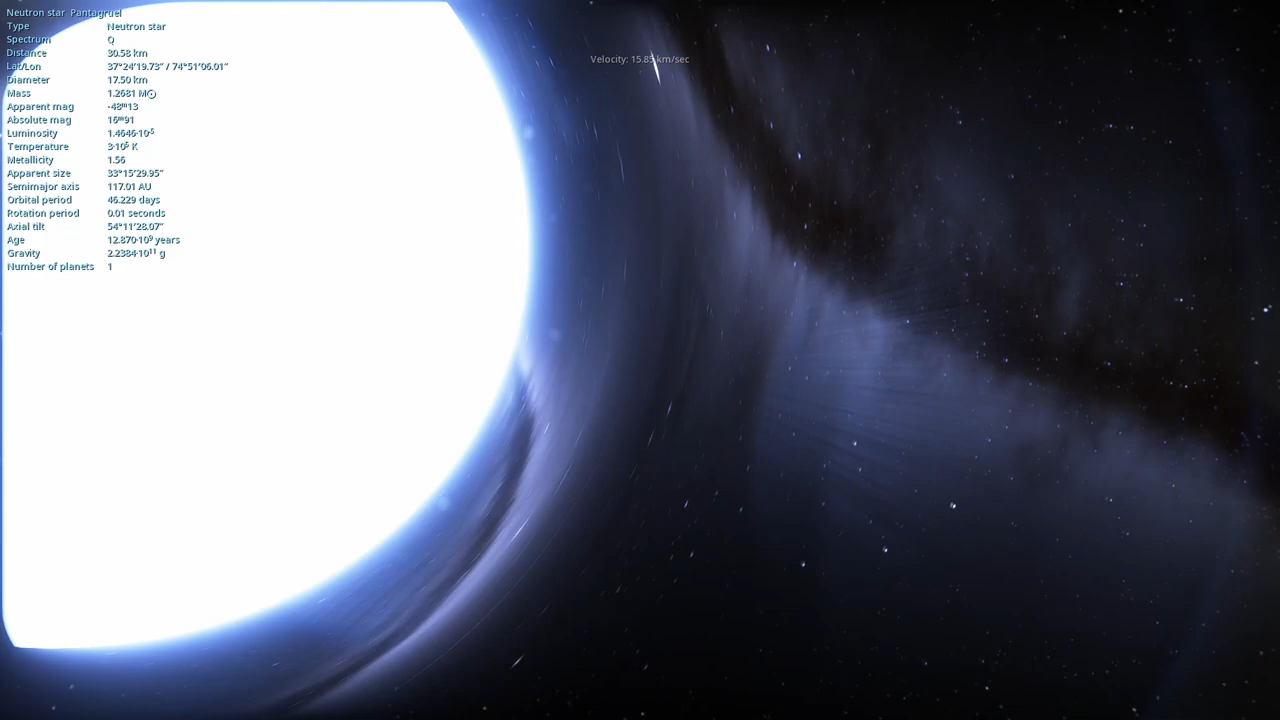 Neutron star Pantagruel
Type Neutron star
Spectrum Q
Distance 30.58 km
Lat/Lon 37°24'19.73" / 74°51'06.01"
Diameter 17.50 km
Mass 1.2681 M☉
Apparent mag -48ᵐ13
Absolute mag 16ᵐ91
Luminosity 1.4646·10⁻⁵
Temperature 3·10⁵ K
Metallicity 1.56
Apparent size 33°15'29.95"
Semimajor axis 117.01 AU
Orbital period 46.229 days
Rotation period 0.01 seconds
Axial tilt 54°11'28.07"
Age 12.870·10⁹ years
Gravity 2.2384·10¹¹ g
Number of planets 1
Velocity: 15.85 km/sec